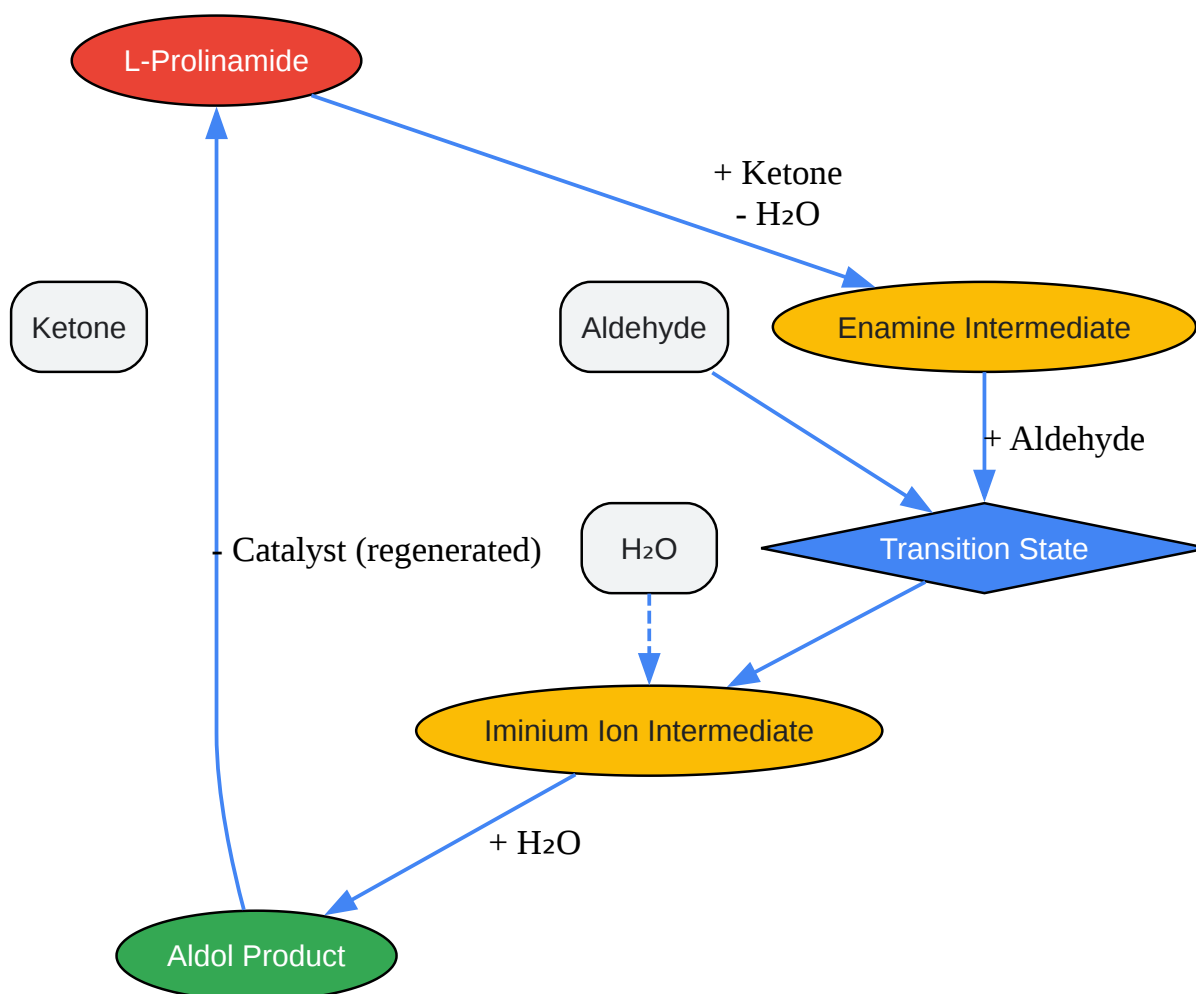 L-Prolinamide
+ Ketone
- H₂O
Ketone
Aldehyde
Enamine Intermediate
+ Aldehyde
- Catalyst (regenerated)
H₂O
Transition State
Iminium Ion Intermediate
+ H₂O
Aldol Product